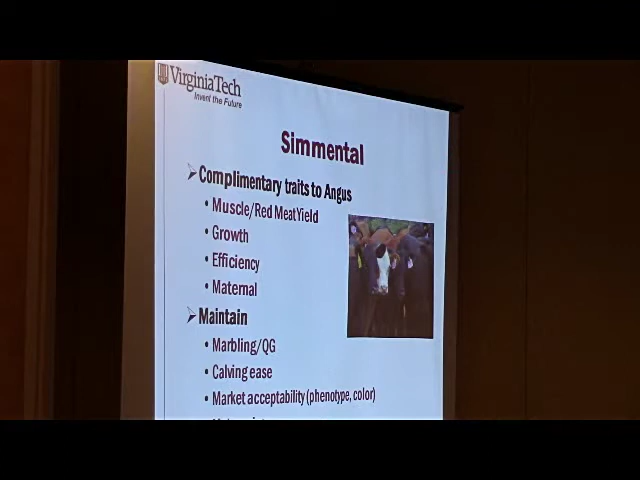 VirginiaTech
Invent the Future
Simmental
Complimentary traits to Angus
• Muscle/Red Meat Yield
• Growth
• Efficiency
• Maternal
Maintain
• Marbling/QG
• Calving ease
• Market acceptability (phenotype, color)